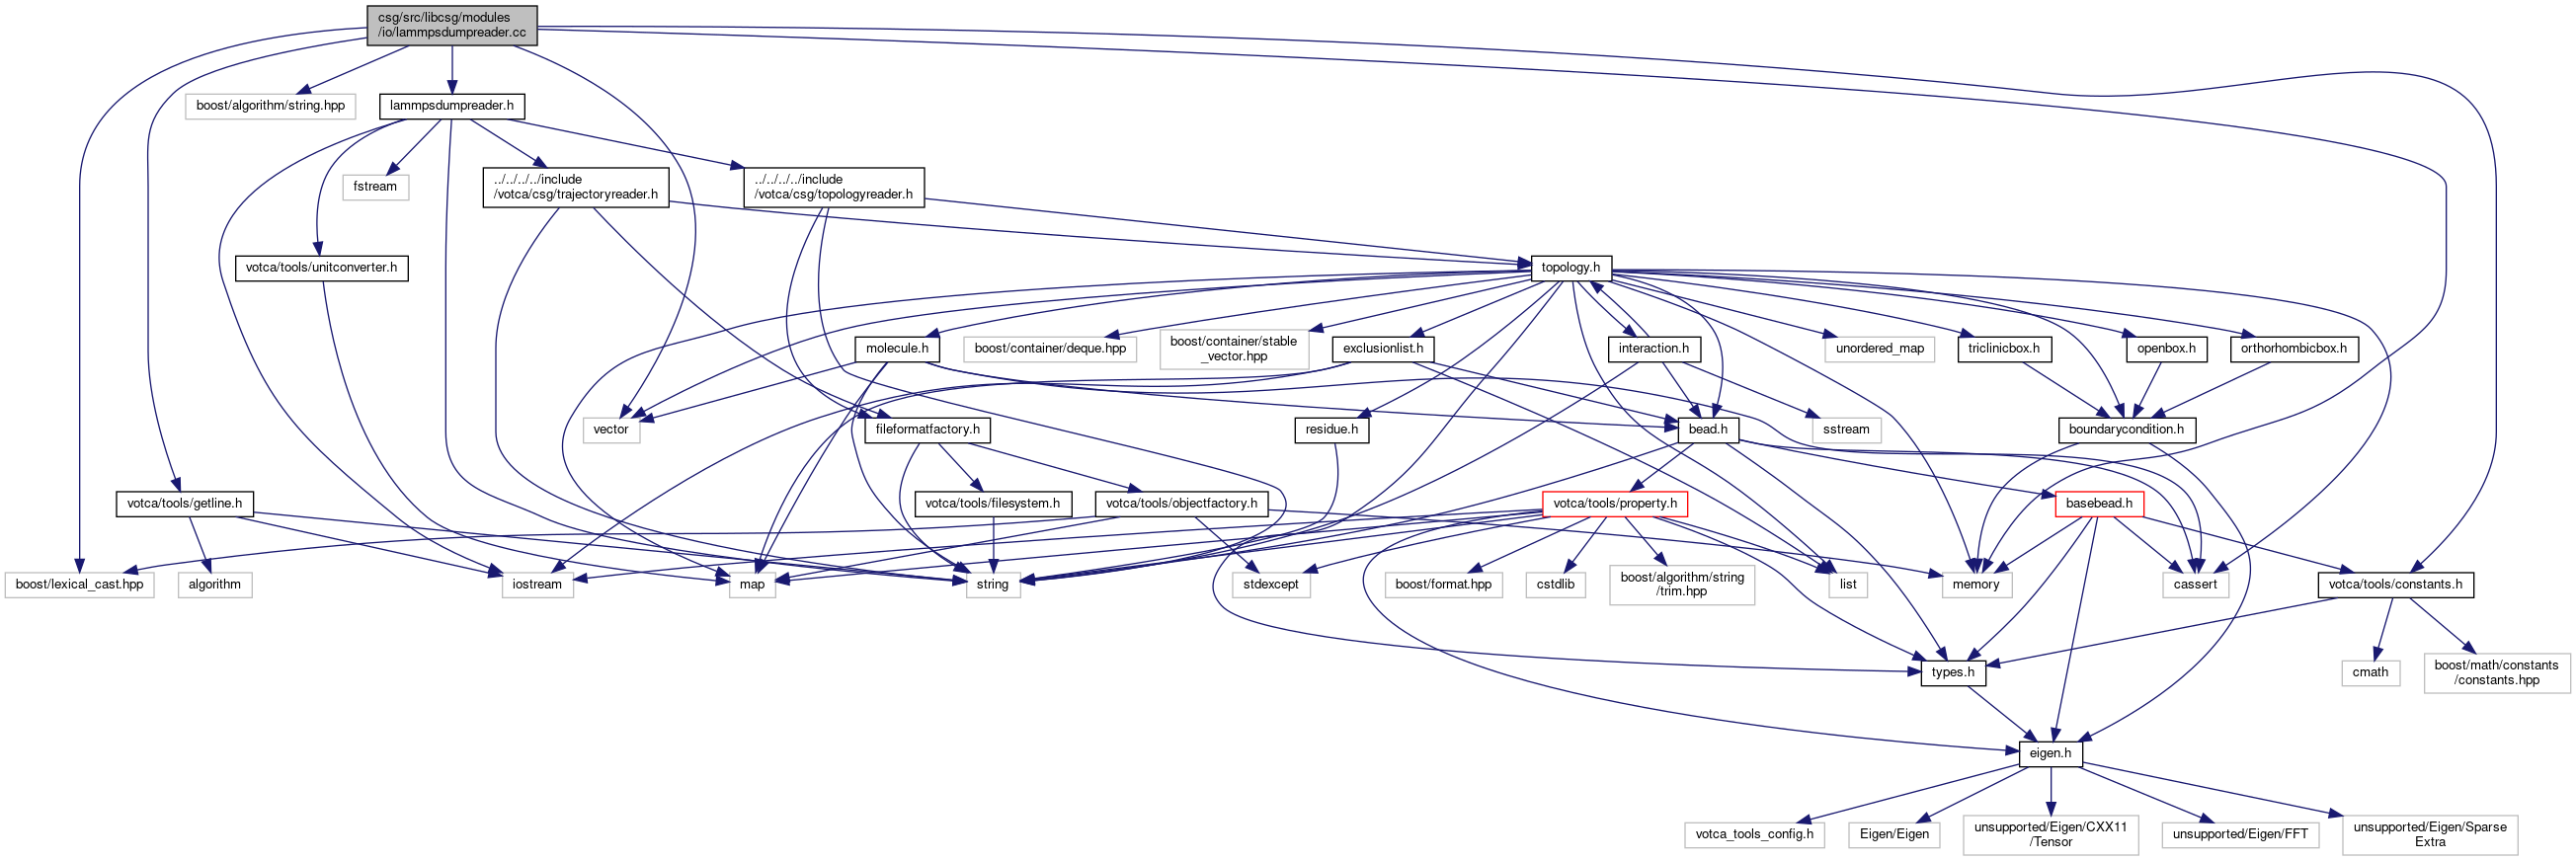 csg/src/libcsg/modules
/io/lammpsdumpreader.cc
boost/algorithm/string.hpp
lammpsdumpreader.h
fstream
../../../../include
/votca/csg/trajectoryreader.h
../../../../include
/votca/csg/topologyreader.h
votca/tools/unitconverter.h
topology.h
molecule.h
boost/container/deque.hpp
boost/container/stable
_vector.hpp
exclusionlist.h
interaction.h
unordered_map
triclinicbox.h
openbox.h
orthorhombicbox.h
vector
fileformatfactory.h
residue.h
bead.h
sstream
boundarycondition.h
votca/tools/getline.h
votca/tools/filesystem.h
votca/tools/objectfactory.h
votca/tools/property.h
basebead.h
boost/lexical_cast.hpp
algorithm
iostream
map
string
stdexcept
boost/format.hpp
cstdlib
boost/algorithm/string
/trim.hpp
list
memory
cassert
votca/tools/constants.h
types.h
cmath
boost/math/constants
/constants.hpp
eigen.h
votca_tools_config.h
Eigen/Eigen
unsupported/Eigen/CXX11
/Tensor
unsupported/Eigen/FFT
unsupported/Eigen/Sparse
Extra